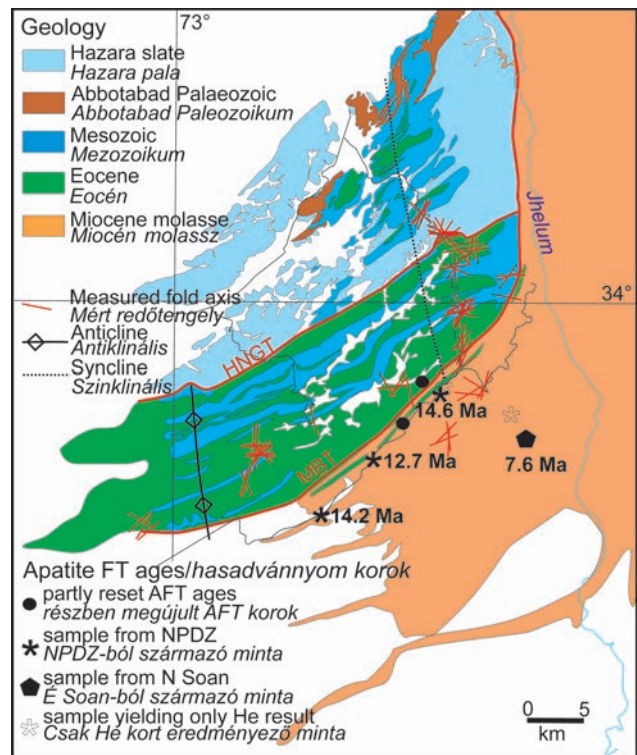 73°
Geology
Hazara slate
Hazara pala
Abbotabad Palaeozoic
Abbotabad Paleozoikum
Mesozoic
Mezozoikum
Eocene
Eocén
Miocene molasse
Miocén molassz
Jhelum
34°
Measured fold axis
Mért redőtengely
Anticline
Antiklinális
Syncline
Szinklinális
HNGT
MBT
14.6 Ma
12.7 Ma
7.6 Ma
14.2 Ma
Apatite FT ages/hasadvánnyom korok
partly reset AFT ages
részben megújult AFT korok
sample from NPDZ
NPDZ-ból származó minta
sample from N Soan
É Soan-ból származó minta
sample yielding only He result
Csak He kort eredményező minta
0 5
km